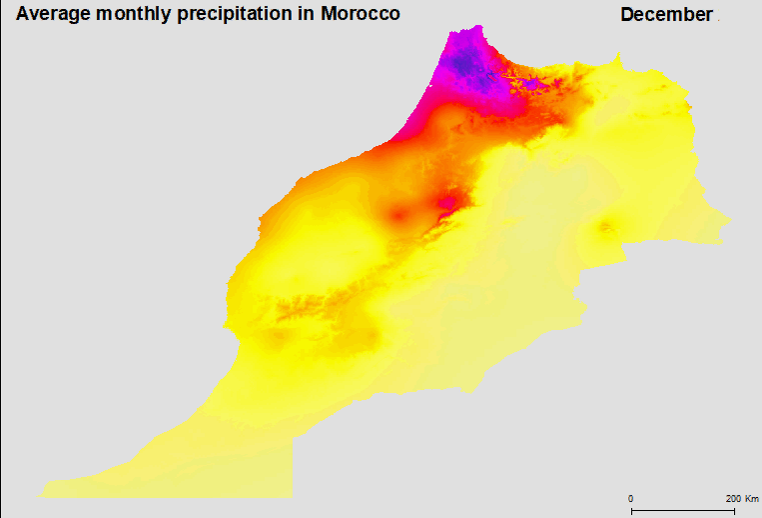 Average monthly precipitation in Morocco
December
0 200 Km